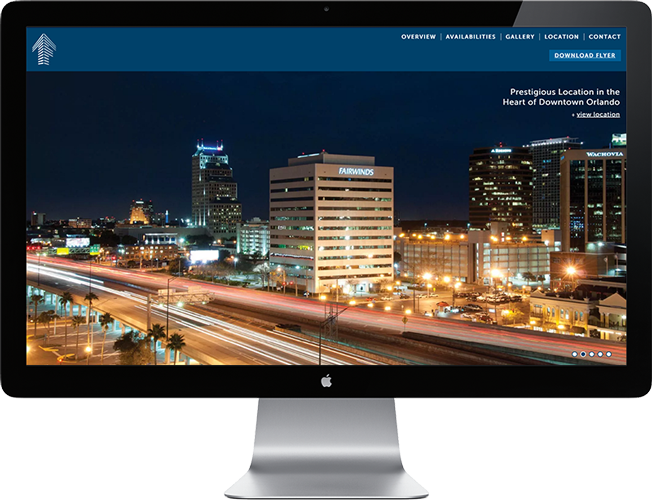 OVERVIEW | AVAILABILITIES | GALLERY | LOCATION | CONTACT
DOWNLOAD FLYER
Prestigious Location in the
Heart of Downtown Orlando
view location
FAIRWINDS
WACHOVIA